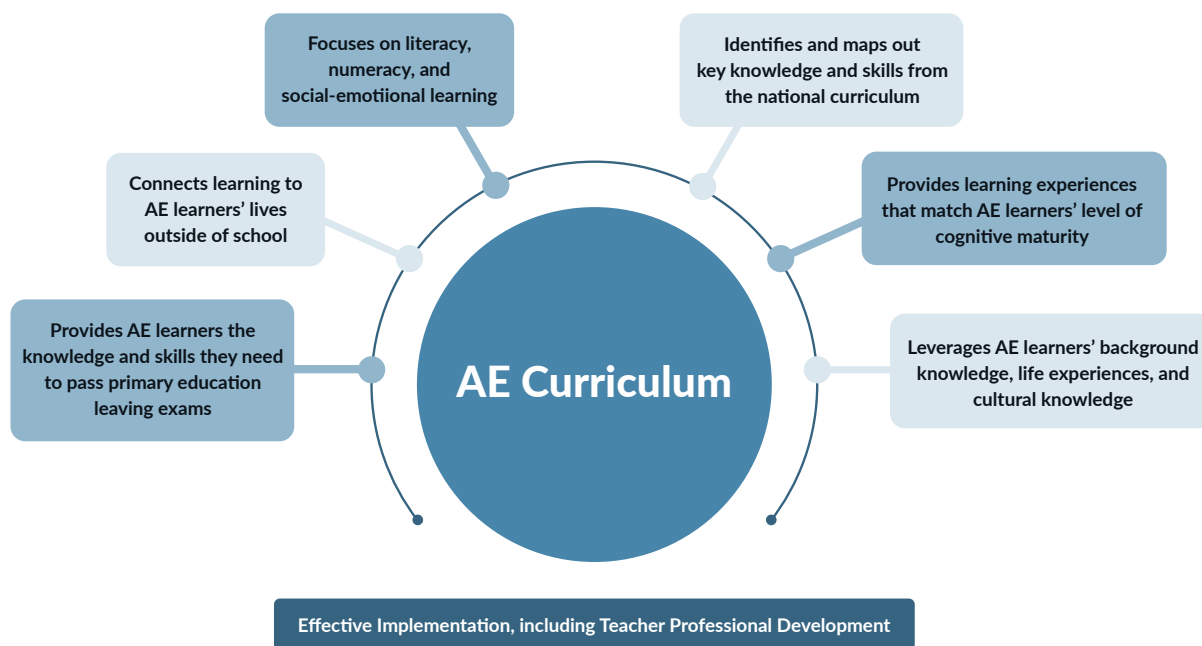 Focuses on literacy,
numeracy, and
social-emotiional learning
Identifies and maps out
key knowledge and skills from
the national curriculum
Connects learning to
AE learners’ lives
outside of school
Provides learning experiences
that match AE learners’ level of
cognitive maturity
Provides AE learners the
knowledge and skills they need
to pass primary education
leaving exams
Leverages AE learners’ background
knowledge, life experiences, and
cultural knowledge
AE Curriculum
Effective Implementation, including Teacher Professional Development